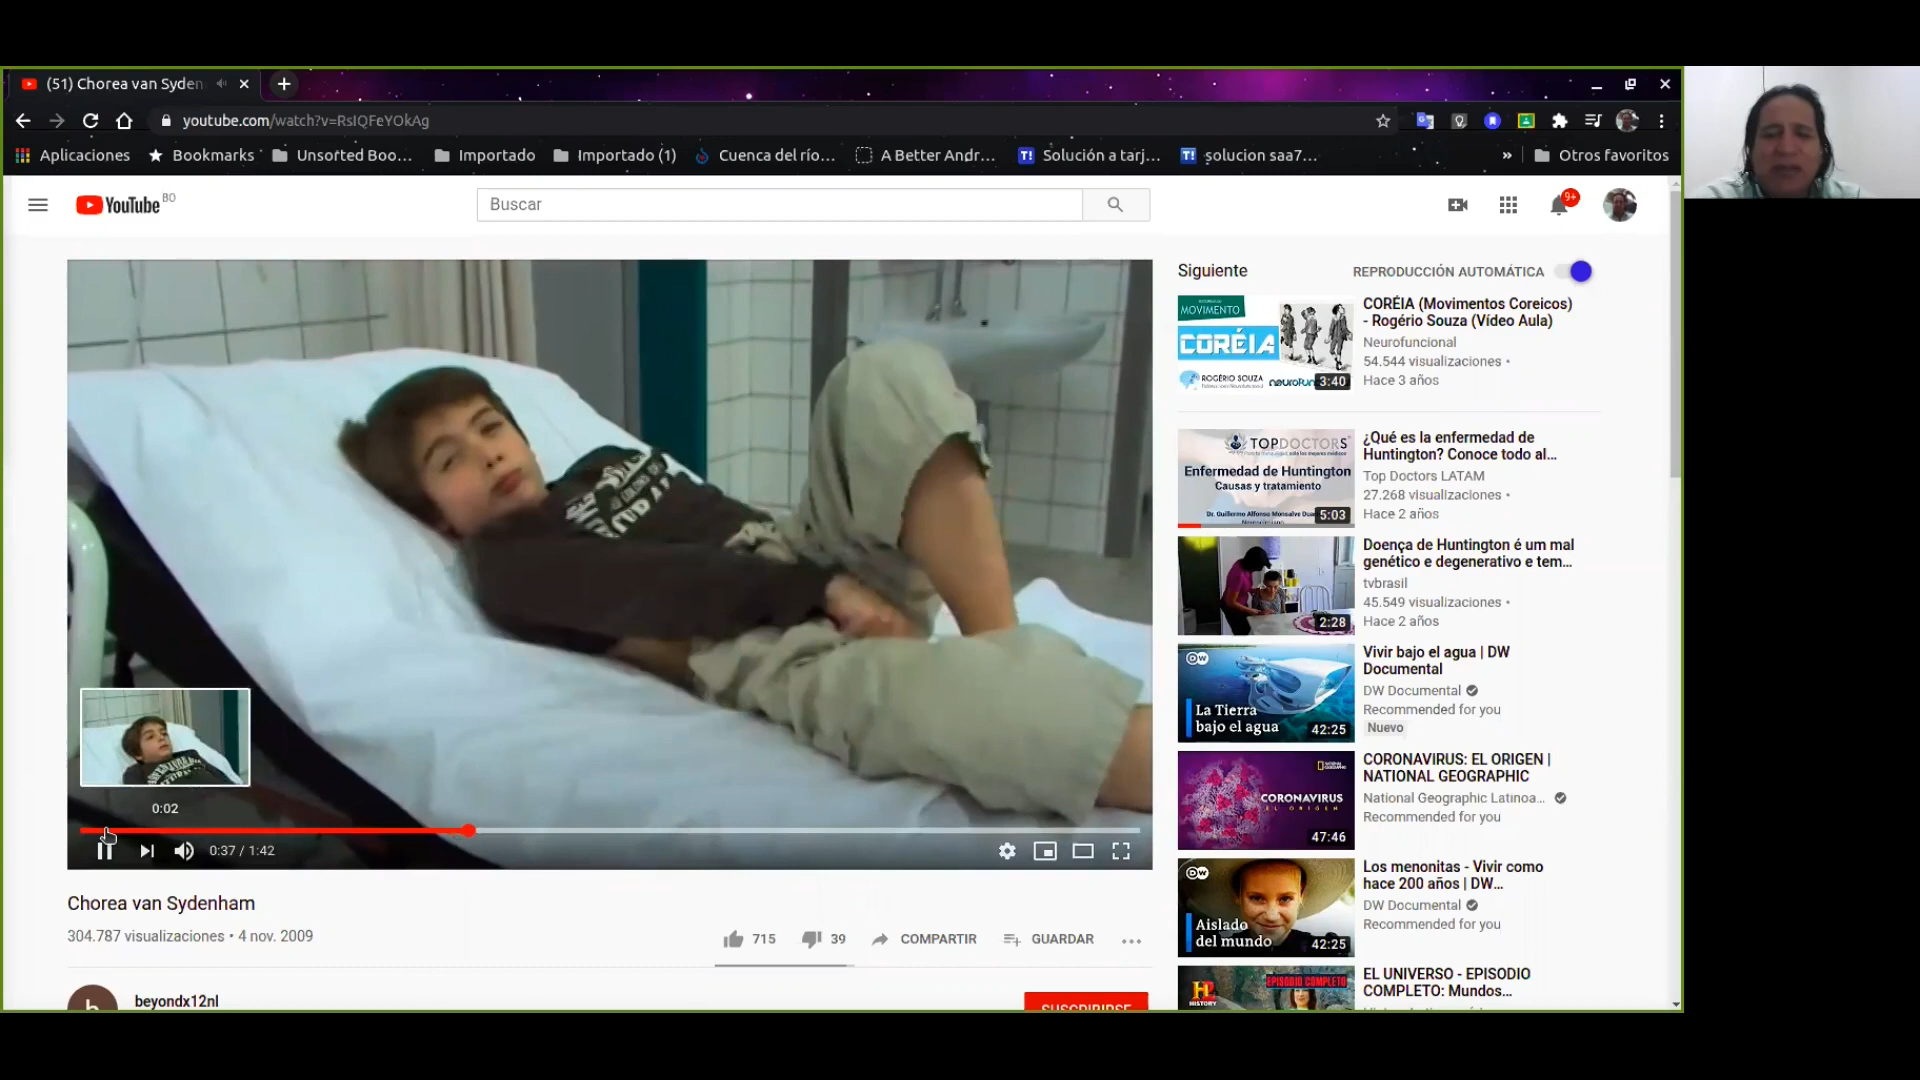 (51) Chorea van Syden
youtube.com/watch?v=RsIQFeYOkAg
Aplicaciones
Bookmarks
Unsorted Boo...
Importado
Importado (1)
Cuenca del río...
A Better Andr...
Solución a tarj...
solucion saa7...
»
Otros favoritos
YouTube BO
Buscar
9+
Siguiente
REPRODUCCIÓN AUTOMÁTICA
MOVIMENTO
CORÉIA
ROGÉRIO SOUZA
3:40
CORÉIA (Movimentos Coreicos)
- Rogério Souza (Vídeo Aula)
Neurofuncional
54.544 visualizaciones •
Hace 3 años
TOPDOCTORS
Enfermedad de Huntington
Causas y tratamiento
5:03
¿Qué es la enfermedad de
Huntington? Conoce todo al...
Top Doctors LATAM
27.268 visualizaciones •
Hace 2 años
2:28
Doença de Huntington é um mal
genético e degenerativo e tem...
tvbrasil
45.549 visualizaciones •
Hace 2 años
DW
La Tierra
bajo el agua
42:25
Vivir bajo el agua | DW
Documental
DW Documental
Recommended for you
Nuevo
NATIONAL GEOGRAPHIC
CORONAVIRUS
EL ORIGEN
47:46
CORONAVIRUS: EL ORIGEN |
NATIONAL GEOGRAPHIC
National Geographic Latinoa...
Recommended for you
DW
Aislado
del mundo
42:25
Los menonitas - Vivir como
hace 200 años | DW...
DW Documental
Recommended for you
H
HISTORY
EPISODIO COMPLETO
EL UNIVERSO - EPISODIO
COMPLETO: Mundos...
0:02
0:37 / 1:42
Chorea van Sydenham
304.787 visualizaciones • 4 nov. 2009
715
39
COMPARTIR
GUARDAR
b
beyondx12nl
SUSCRIBIRSE